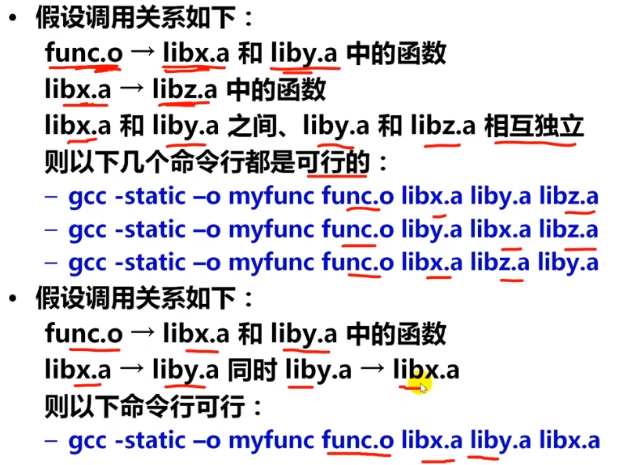 • 假设调用关系如下：
func.o → libx.a 和 liby.a 中的函数
libx.a → libz.a 中的函数
libx.a 和 liby.a 之间、liby.a 和 libz.a 相互独立
则以下几个命令行都是可行的：
– gcc -static –o myfunc func.o libx.a liby.a libz.a
– gcc -static –o myfunc func.o liby.a libx.a libz.a
– gcc -static –o myfunc func.o libx.a libz.a liby.a
• 假设调用关系如下：
func.o → libx.a 和 liby.a 中的函数
libx.a → liby.a 同时 liby.a → libx.a
则以下命令行可行：
– gcc -static –o myfunc func.o libx.a liby.a libx.a